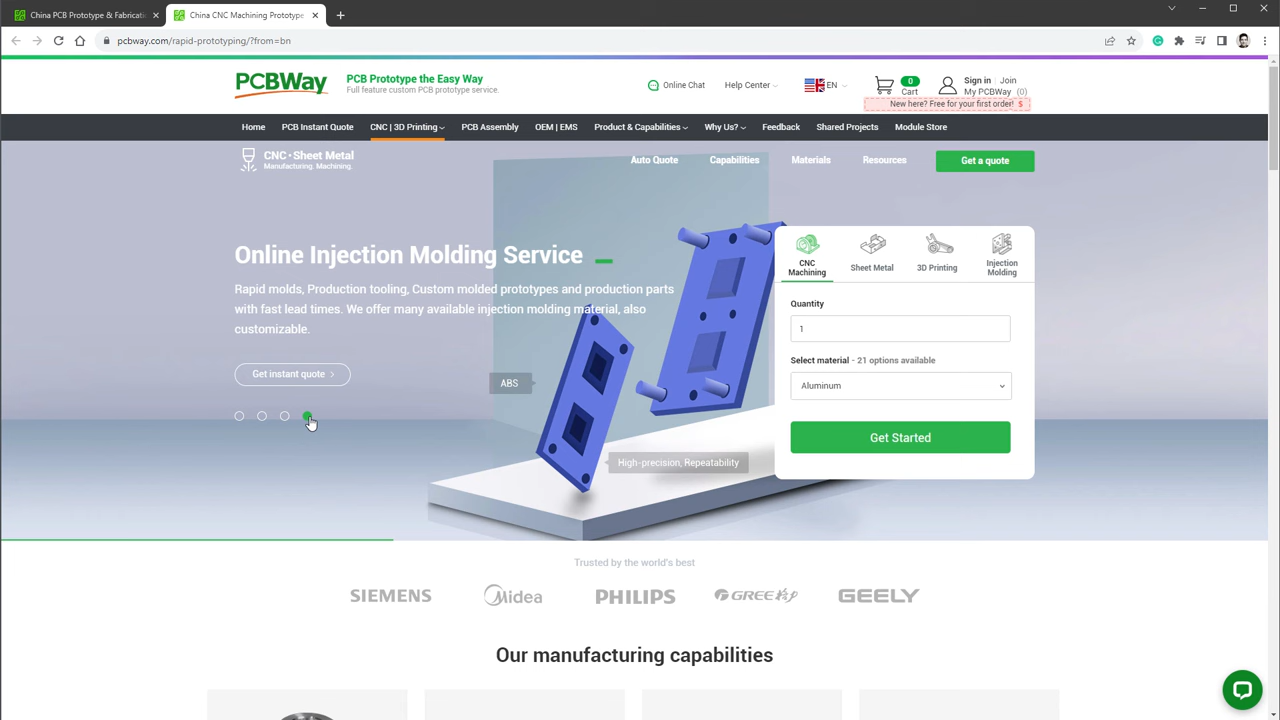 China PCB Prototype & Fabricati
China CNC Machining Prototype
pcbway.com/rapid-prototyping/?from=bn
PCBWay
PCB Prototype the Easy Way
Full feature custom PCB prototype service.
Online Chat
Help Center
EN
0
Cart
Sign in | Join
My PCBWay (0)
New here? Free for your first order! $
Home
PCB Instant Quote
CNC | 3D Printing
PCB Assembly
OEM | EMS
Product & Capabilities
Why Us?
Feedback
Shared Projects
Module Store
CNC·Sheet Metal
Manufacturing. Machining.
Auto Quote
Capabilities
Materials
Resources
Get a quote
Online Injection Molding Service
Rapid molds, Production tooling, Custom molded prototypes and production parts
with fast lead times. We offer many available injection molding material, also
customizable.
Get instant quote
ABS
High-precision, Repeatability
CNC
Machining
Sheet Metal
3D Printing
Injection
Molding
Quantity
1
Select material - 21 options available
Aluminum
Get Started
Trusted by the world's best
SIEMENS
Midea
PHILIPS
GREE格力
GEELY
Our manufacturing capabilities